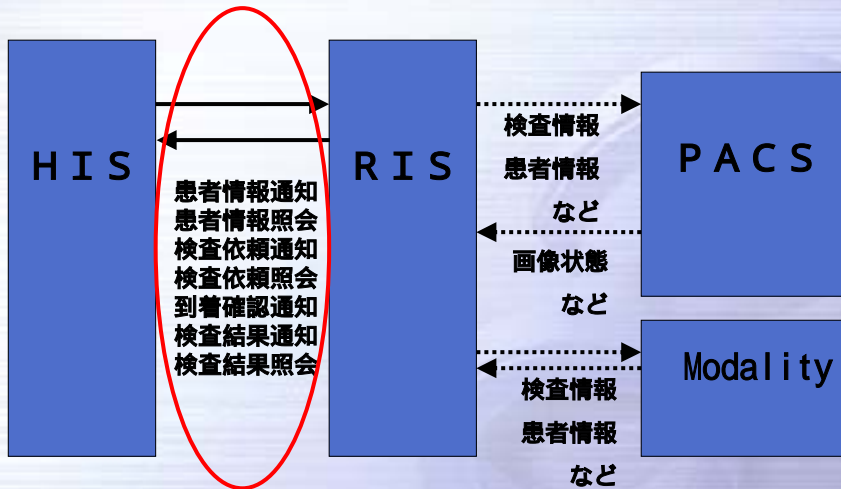 ＨＩＳ
患者情報通知
患者情報照会
検査依頼通知
検査依頼照会
到着確認通知
検査結果通知
検査結果照会
ＲＩＳ
検査情報
患者情報
など
画像状態
など
ＰＡＣＳ
検査情報
患者情報
など
Modality